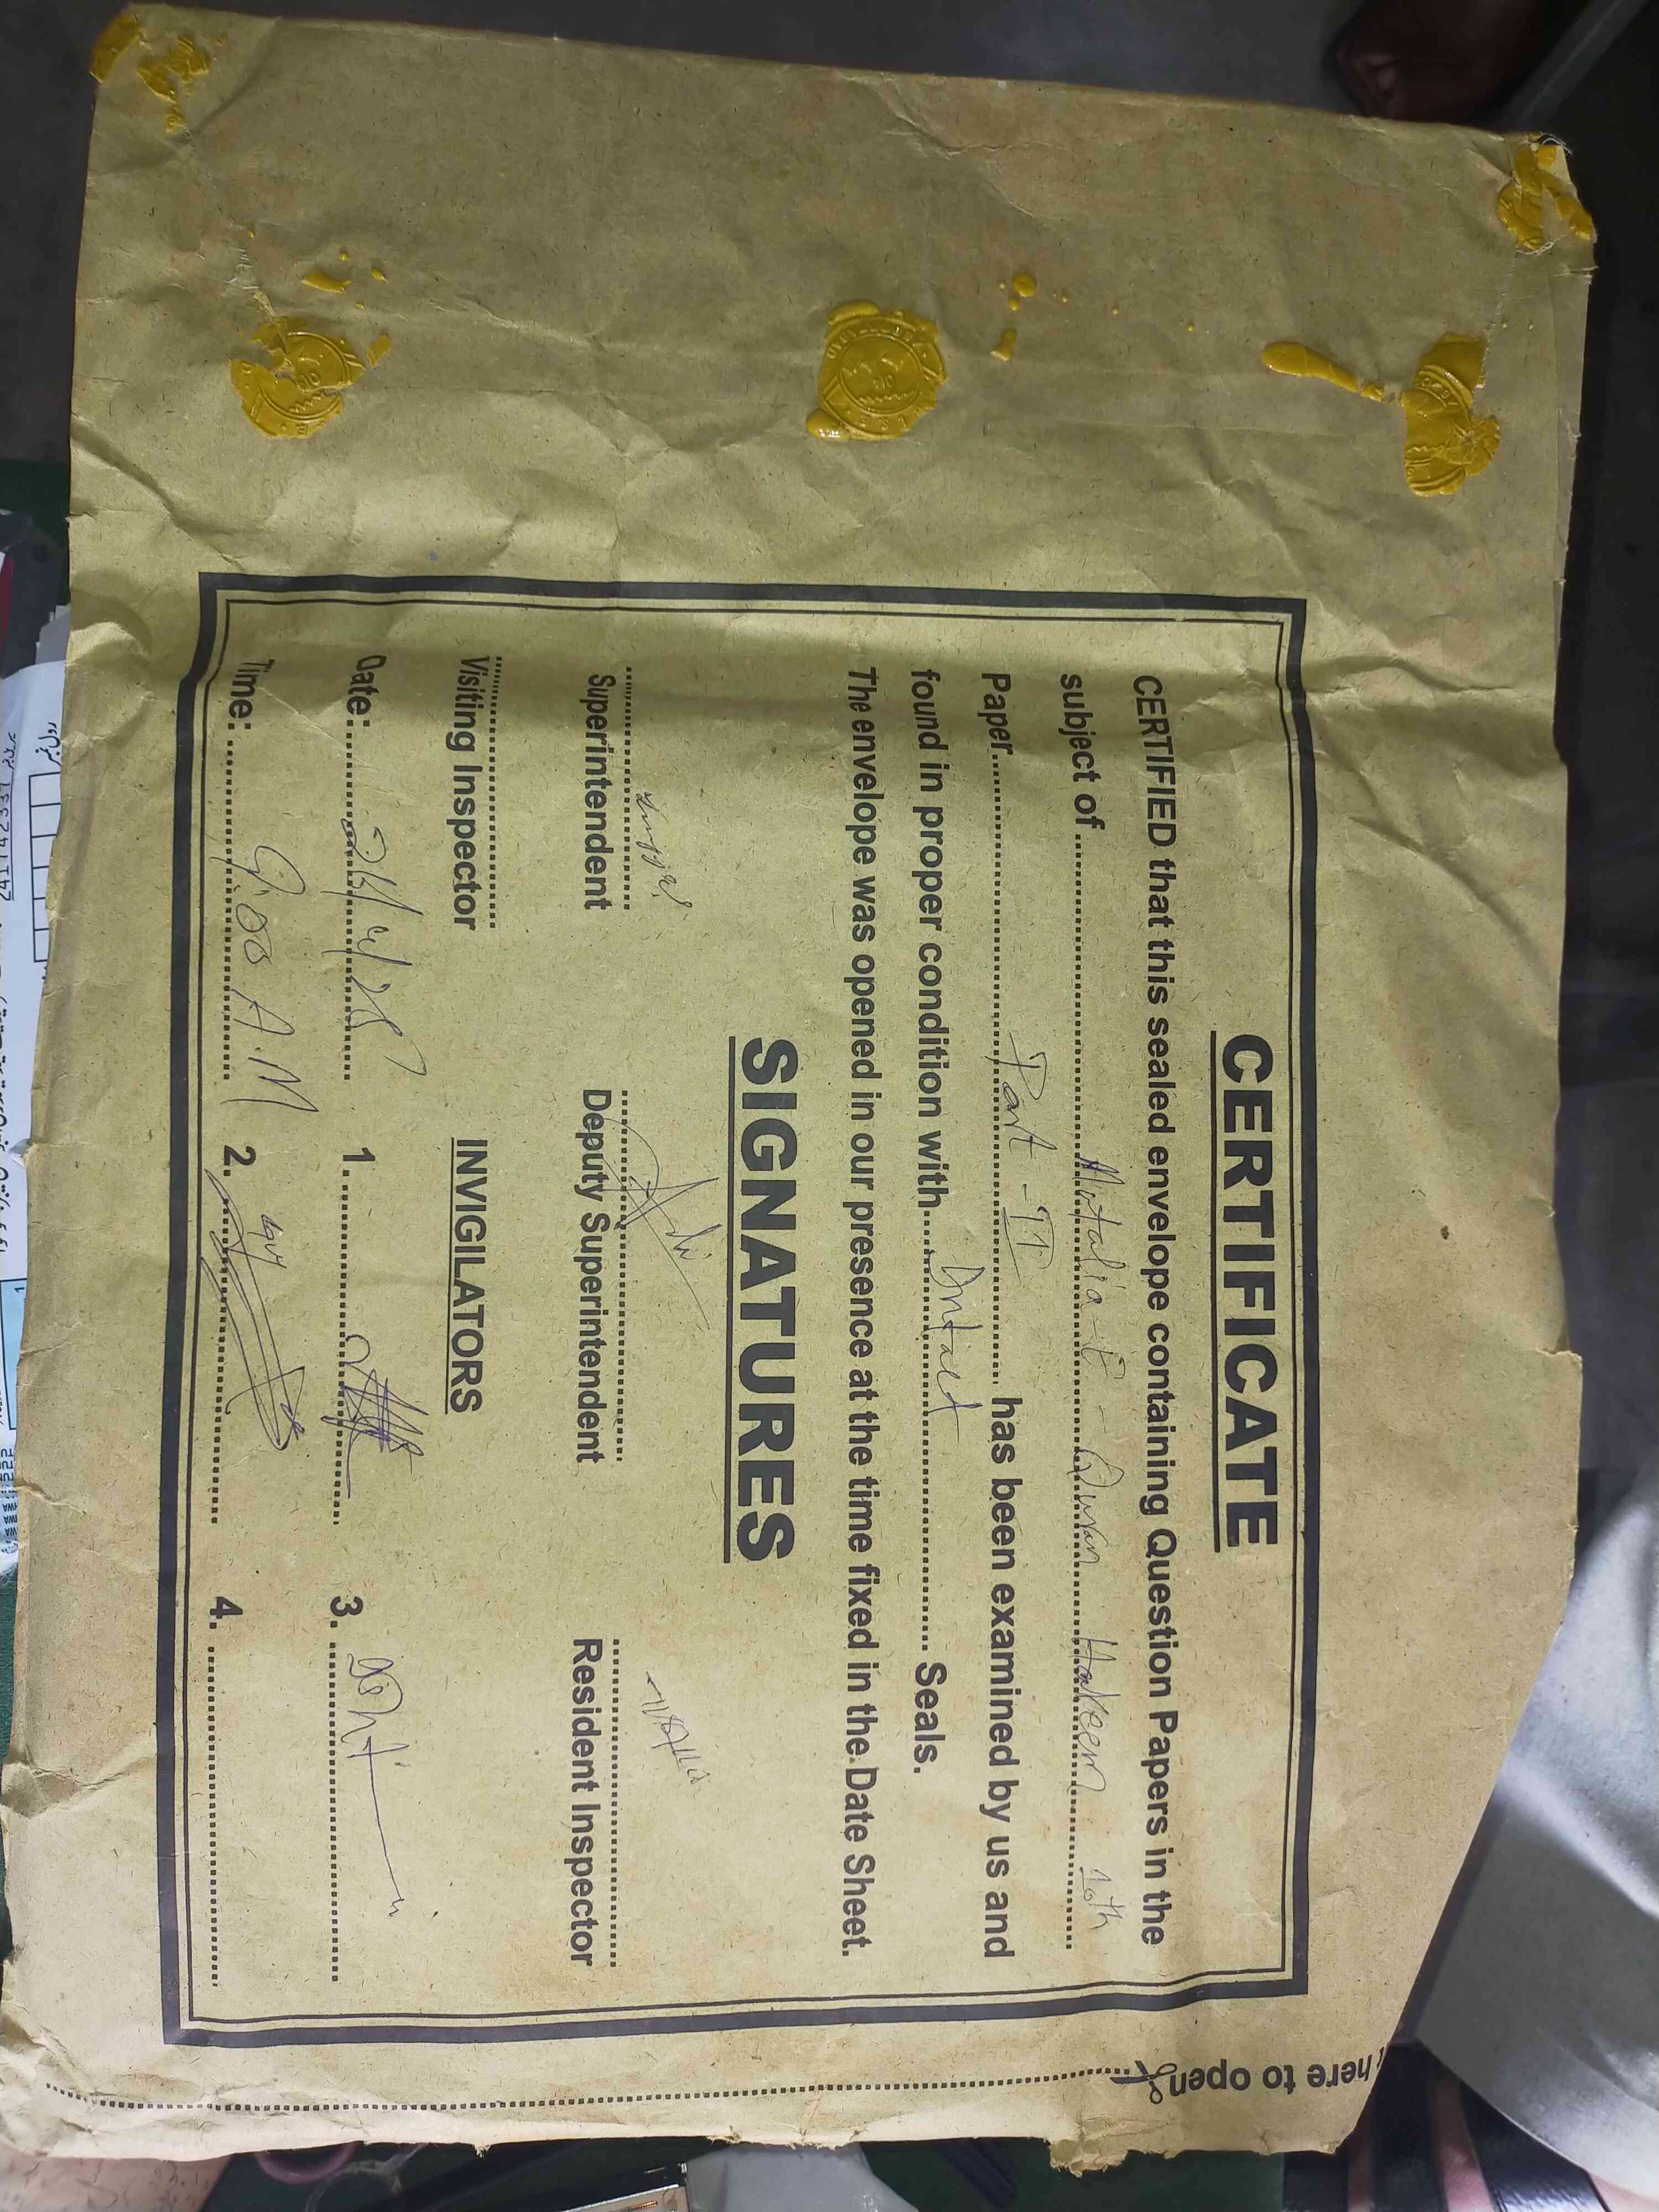 CERTIFICATE
CERTIFIED that this sealed envelope containing Question Papers in the
subject of ........ Mutalia-E-Quran Hakeem 10th ........
Paper ........ Part-II ........ has been examined by us and
found in proper condition with ........ Intact ........ Seals.
The envelope was opened in our presence at the time fixed in the Date Sheet.
SIGNATURES
Superintendent Deputy Superintendent Resident Inspector
Visiting Inspector INVIGILATORS
Date: ........ 1. ........ 3. ........
Time: ........ 9:00 A.M 2. ........ 4. ........
here to open